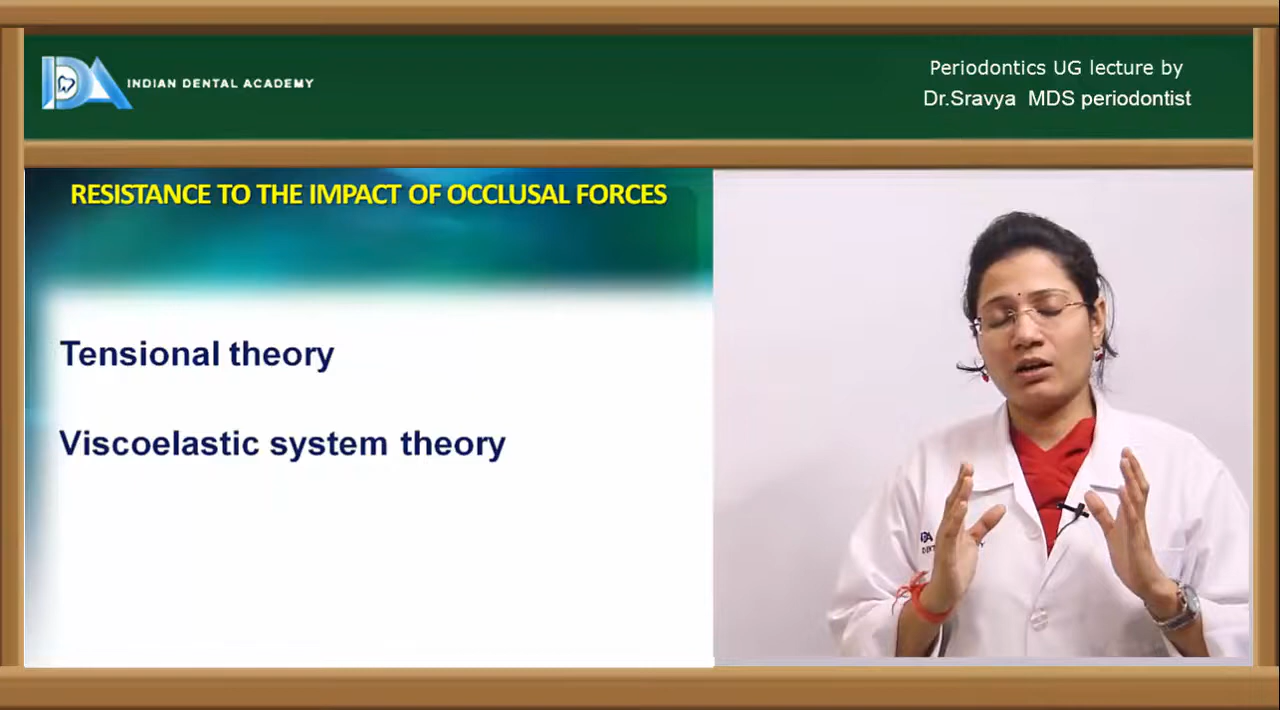 IDA
INDIAN DENTAL ACADEMY
Periodontics UG lecture by
Dr.Sravya MDS periodontist
RESISTANCE TO THE IMPACT OF OCCLUSAL FORCES
Tensional theory
Viscoelastic system theory